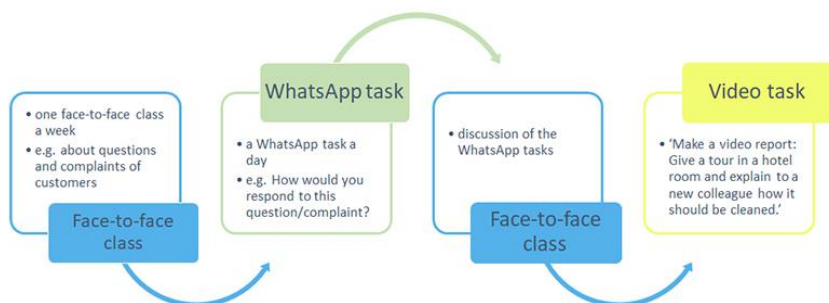 • one face-to-face class
a week
• e.g. about questions
and complaints of
customers
Face-to-face
class
WhatsApp task
• a WhatsApp task a
day
• e.g. How would you
respond to this
question/complaint?
• discussion of the
WhatsApp tasks
Face-to-face
class
Video task
• ‘Make a video report:
Give a tour in a hotel
room and explain to a
new colleague how it
should be cleaned.’